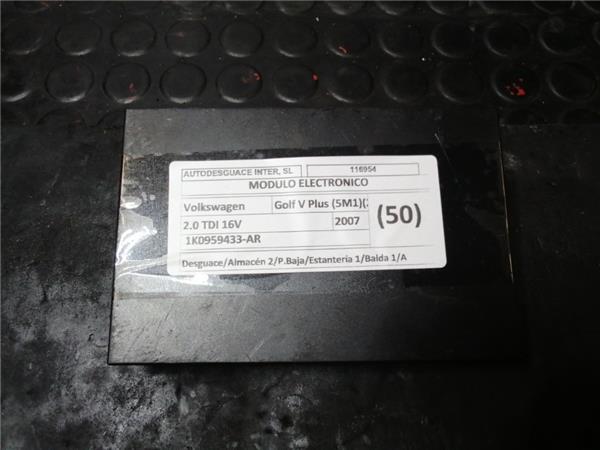 AUTODESGUACE INTER, SL 116954
MODULO ELECTRONICO
Volkswagen Golf V Plus (5M1)(2
2.0 TDI 16V 2007 (50)
1K0959433-AR
Desguace/Almacén 2/P.Baja/Estanteria 1/Balda 1/A